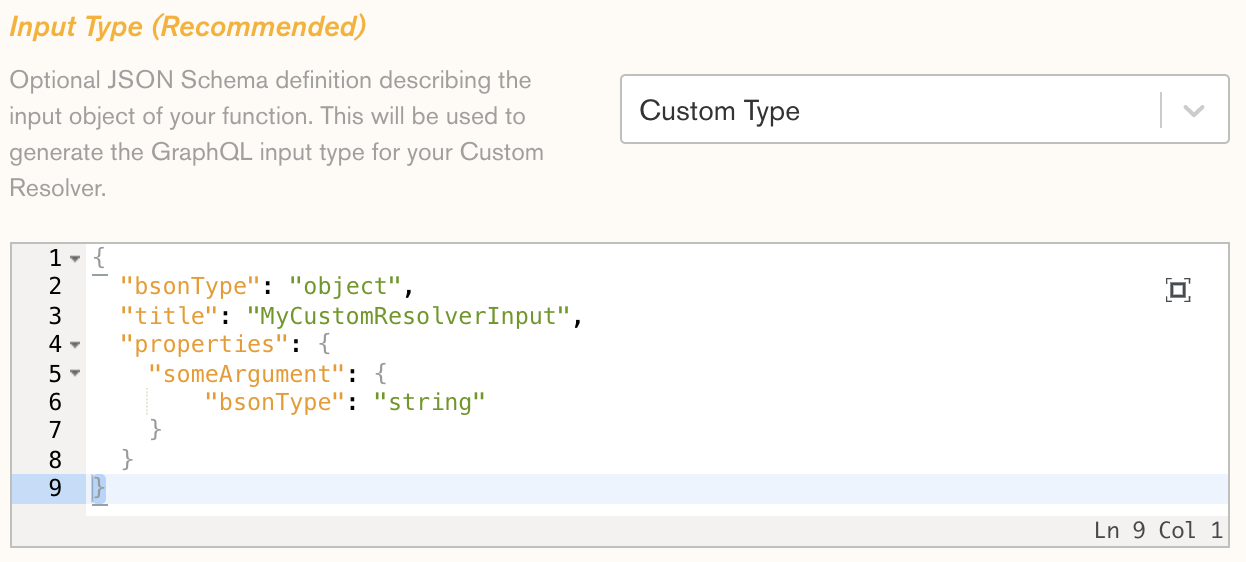 Input Type (Recommended)
Optional JSON Schema definition describing the
input object of your function. This will be used to
generate the GraphQL input type for your Custom
Resolver.
Custom Type
1 {
2   "bsonType": "object",
3   "title": "MyCustomResolverInput",
4   "properties": {
5     "someArgument": {
6         "bsonType": "string"
7     }
8   }
9 }
Ln 9 Col 1